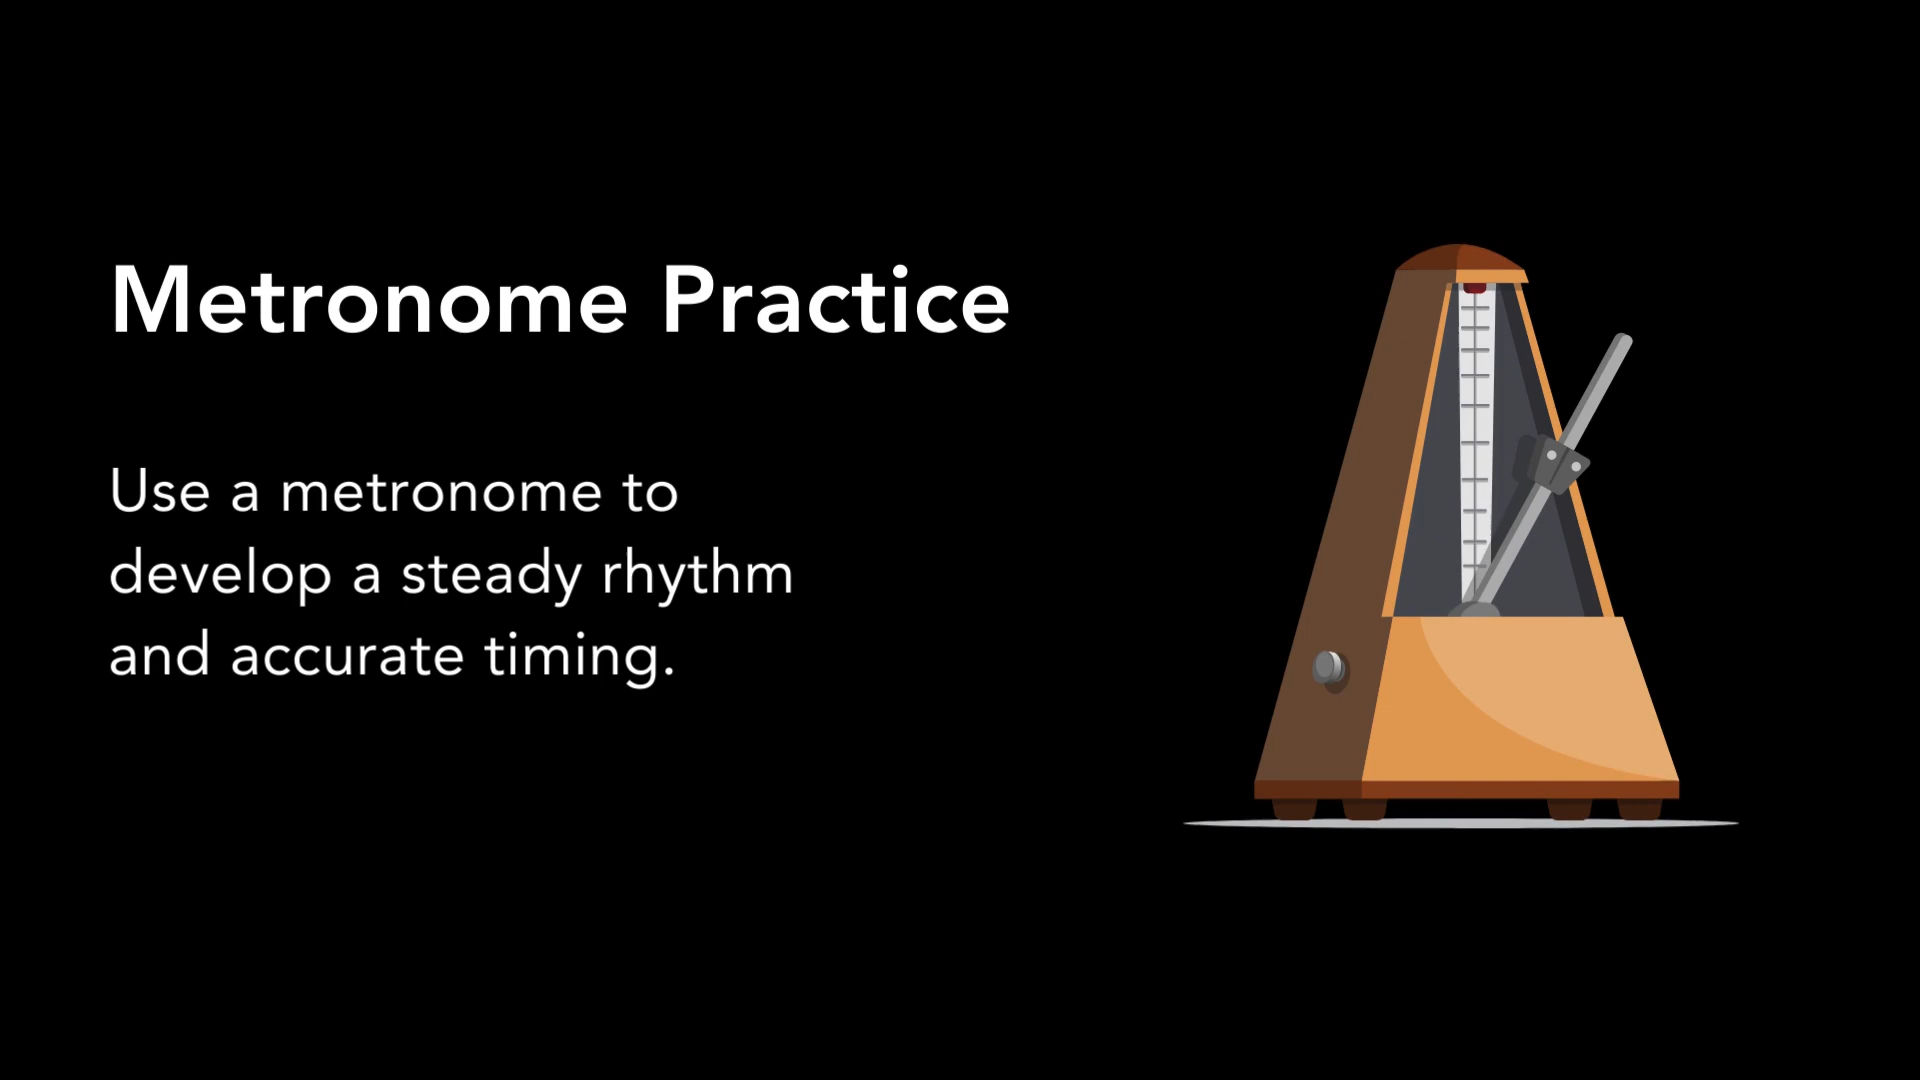 Metronome Practice
Use a metronome to
develop a steady rhythm
and accurate timing.